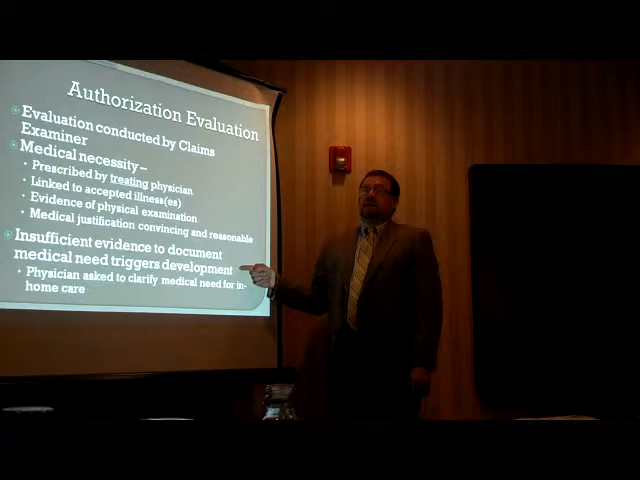 Authorization Evaluation
Evaluation conducted by Claims
Examiner
Medical necessity –
Prescribed by treating physician
Linked to accepted illness(es)
Evidence of physical examination
Medical justification convincing and reasonable
Insufficient evidence to document
medical need triggers development
Physician asked to clarify medical need for in-
home care